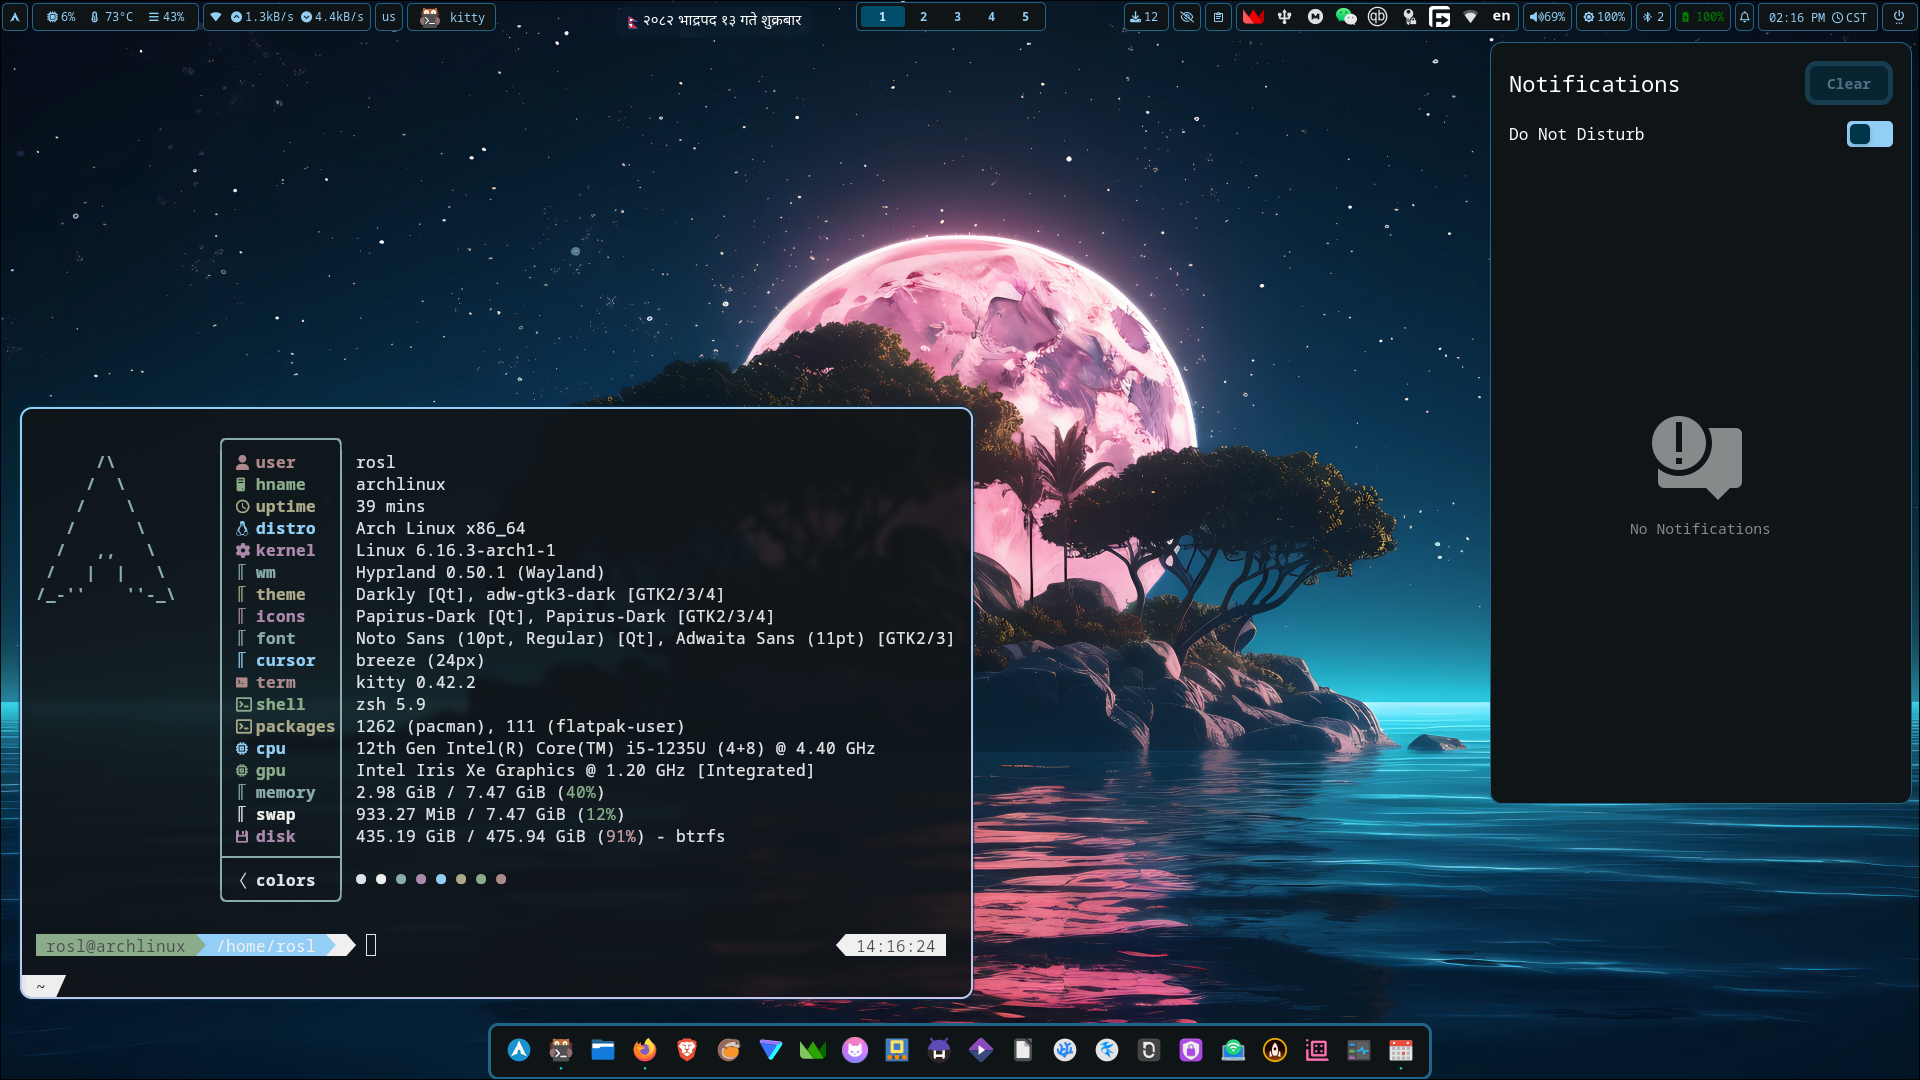 6% 73°C 43% 1.3kB/s 4.4kB/s us kitty
२०८२ भाद्रपद १३ गते शुक्रबार
1 2 3 4 5
12 en 69% 100% 2 100% 02:16 PM CST
Notifications Clear
Do Not Disturb
No Notifications
user rosl
hname archlinux
uptime 39 mins
distro Arch Linux x86_64
kernel Linux 6.16.3-arch1-1
wm Hyprland 0.50.1 (Wayland)
theme Darkly [Qt], adw-gtk3-dark [GTK2/3/4]
icons Papirus-Dark [Qt], Papirus-Dark [GTK2/3/4]
font Noto Sans (10pt, Regular) [Qt], Adwaita Sans (11pt) [GTK2/3]
cursor breeze (24px)
term kitty 0.42.2
shell zsh 5.9
packages 1262 (pacman), 111 (flatpak-user)
cpu 12th Gen Intel(R) Core(TM) i5-1235U (4+8) @ 4.40 GHz
gpu Intel Iris Xe Graphics @ 1.20 GHz [Integrated]
memory 2.98 GiB / 7.47 GiB (40%)
swap 933.27 MiB / 7.47 GiB (12%)
disk 435.19 GiB / 475.94 GiB (91%) - btrfs
colors
rosl@archlinux /home/rosl 14:16:24
~